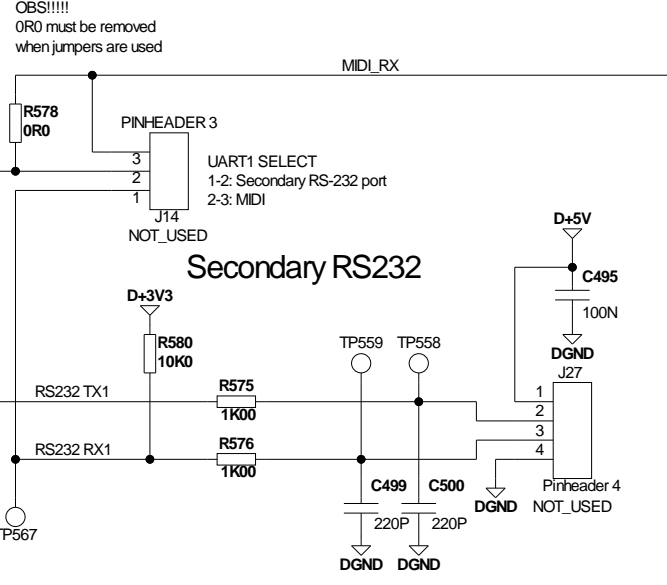 OBS!!!!!
0R0 must be removed
when jumpers are used
MIDI_RX
R578
0R0
PINHEADER 3
3
2
1
UART1 SELECT
1-2: Secondary RS-232 port
2-3: MIDI
J14
NOT_USED
Secondary RS232
D+5V
C495
100N
DGND
D+3V3
R580
10K0
TP559
TP558
J27
RS232 TX1
R575
1K00
1
2
3
4
RS232 RX1
R576
1K00
C499
220P
C500
220P
DGND
Pinheader 4
NOT_USED
TP567
DGND
DGND